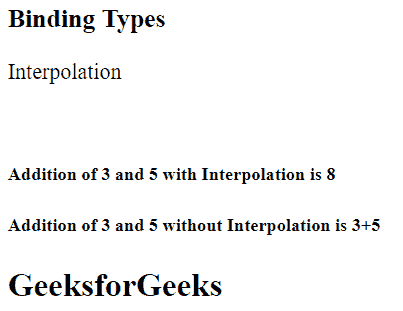 Binding Types
Interpolation
Addition of 3 and 5 with Interpolation is 8
Addition of 3 and 5 without Interpolation is 3+5
GeeksforGeeks